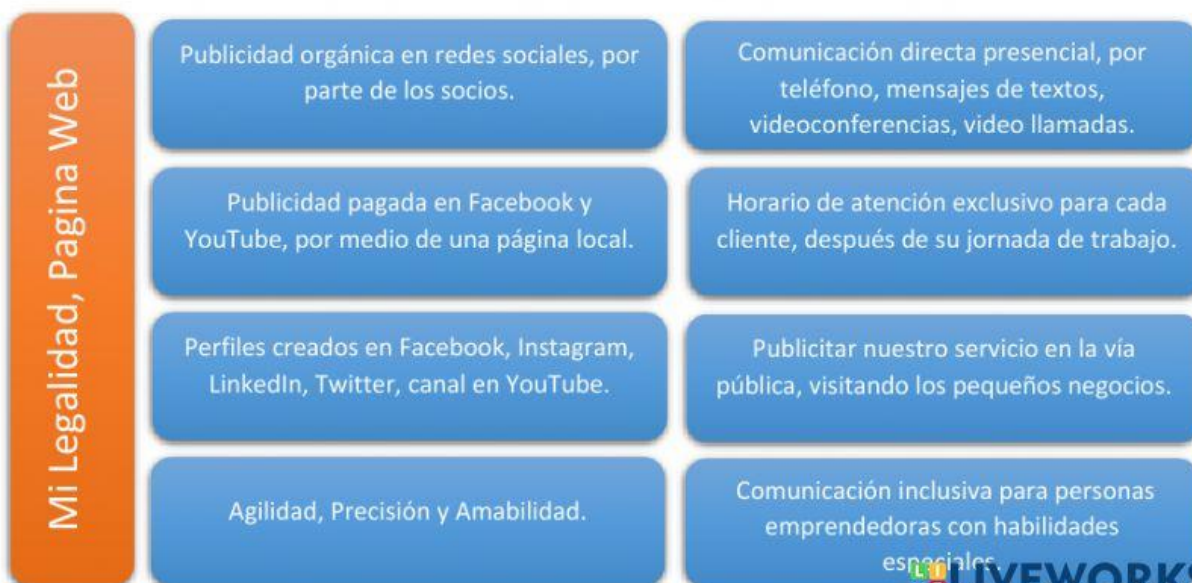 Mi Legalidad, Pagina Web
Publicidad orgánica en redes sociales, por
parte de los socios.
Comunicación directa presencial, por
teléfono, mensajes de textos,
videoconferencias, video llamadas.
Publicidad pagada en Facebook y
YouTube, por medio de una página local.
Horario de atención exclusivo para cada
cliente, después de su jornada de trabajo.
Perfiles creados en Facebook, Instagram,
LinkedIn, Twitter, canal en YouTube.
Publicitar nuestro servicio en la vía
pública, visitando los pequeños negocios.
Agilidad, Precisión y Amabilidad.
Comunicación inclusiva para personas
emprendedoras con habilidades
especiales.
LIVEWORKS